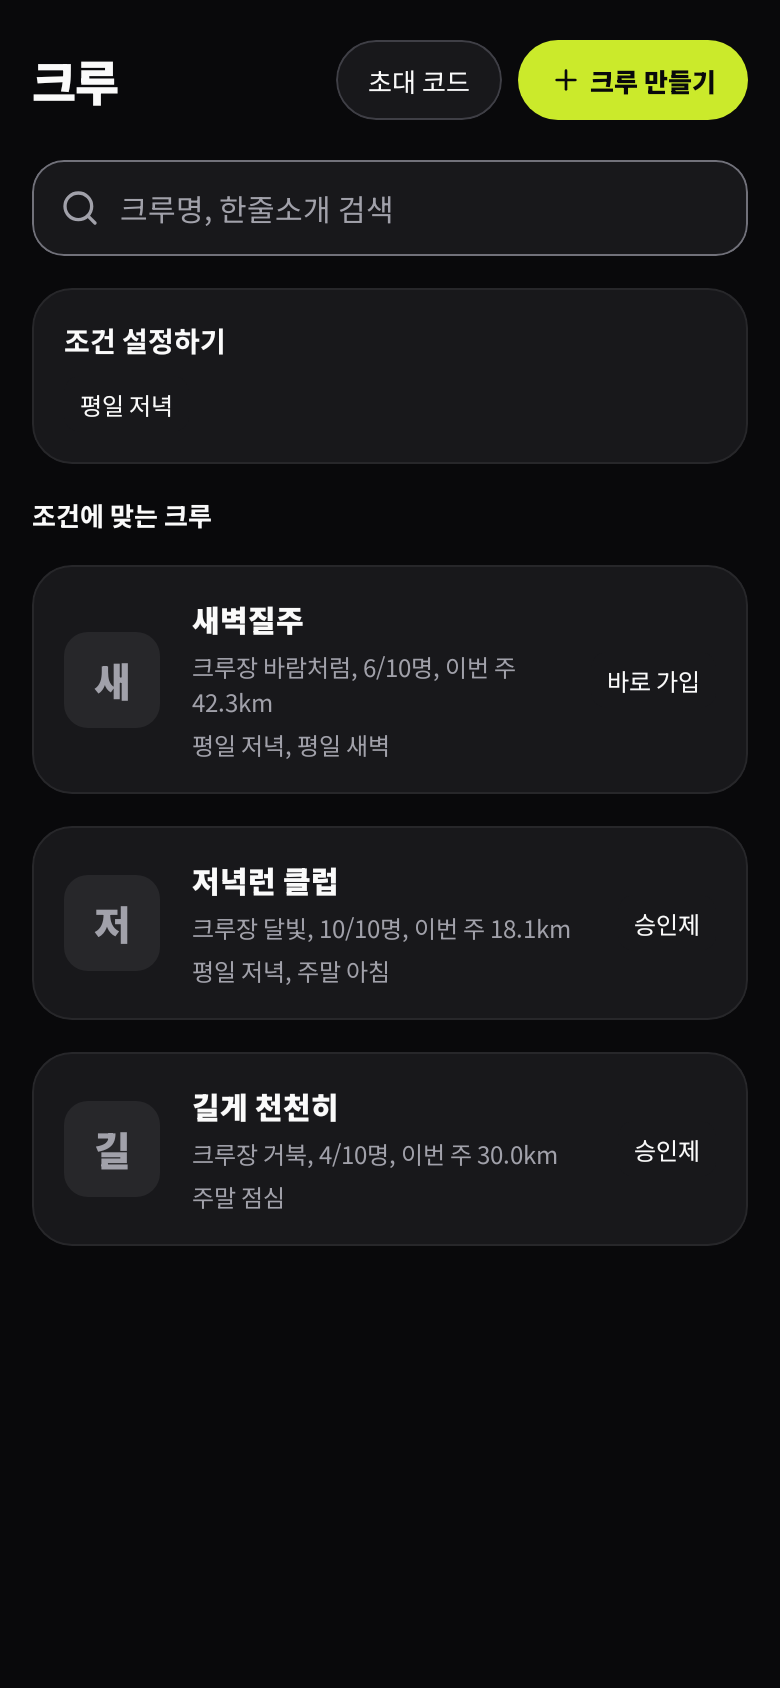 크루
초대 코드
+ 크루 만들기
크루명, 한줄소개 검색
조건 설정하기
평일 저녁
조건에 맞는 크루
새
새벽질주
크루장 바람처럼, 6/10명, 이번 주
42.3km
평일 저녁, 평일 새벽
바로 가입
저
저녁런 클럽
크루장 달빛, 10/10명, 이번 주 18.1km
평일 저녁, 주말 아침
승인제
길
길게 천천히
크루장 거북, 4/10명, 이번 주 30.0km
주말 점심
승인제